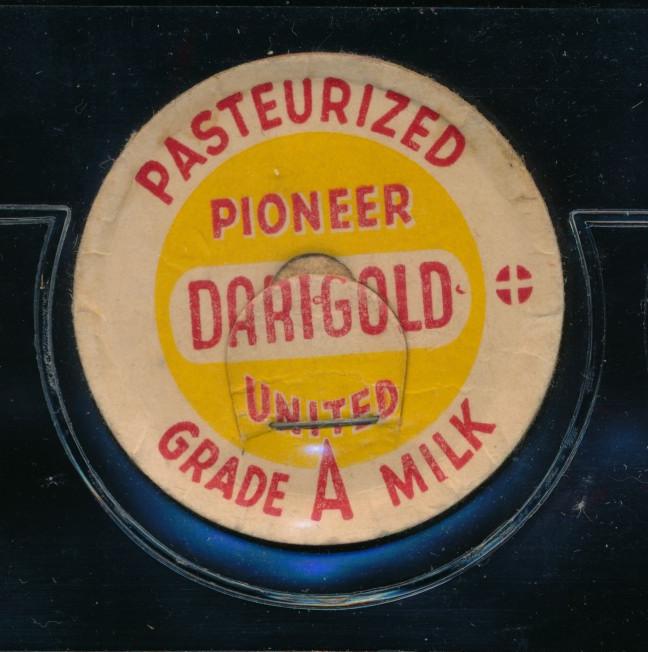 PASTEURIZED
PIONEER
DARIGOLD
UNITED
GRADE A MILK